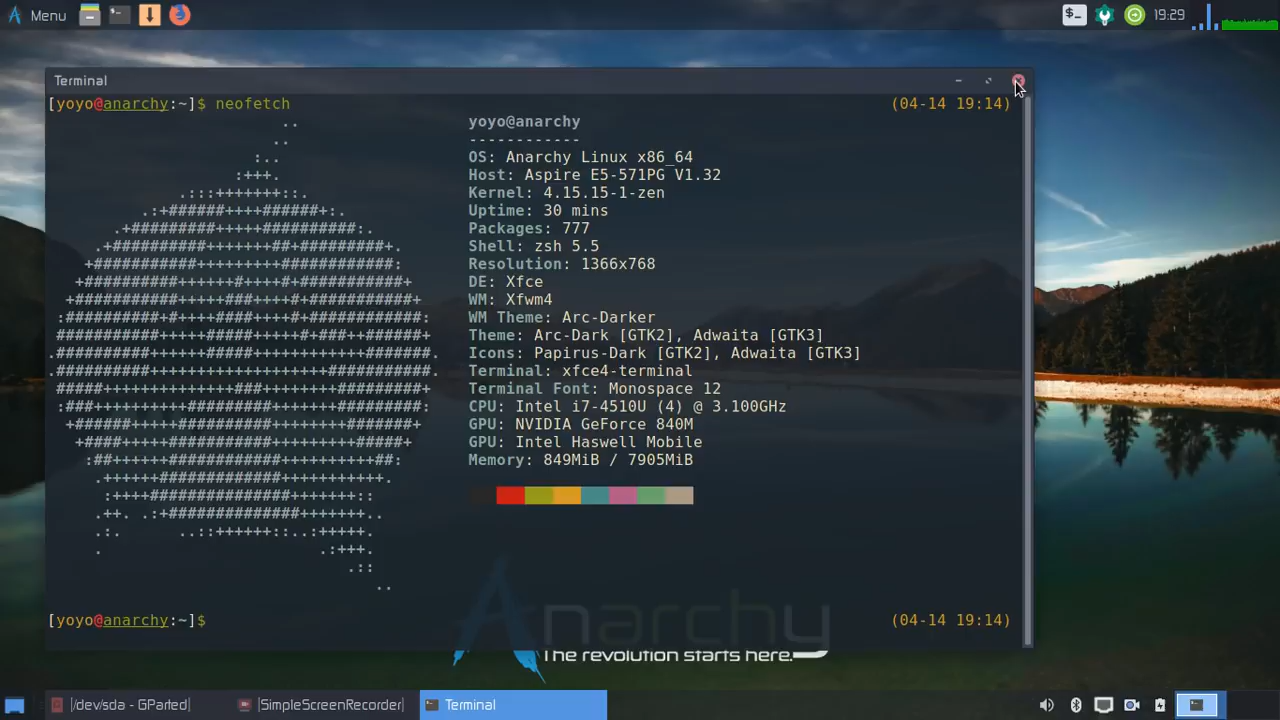 Menu
19:29
Terminal
[yoyo@anarchy:~]$ neofetch (04-14 19:14)
yoyo@anarchy
------------
OS: Anarchy Linux x86_64
Host: Aspire E5-571PG V1.32
Kernel: 4.15.15-1-zen
Uptime: 30 mins
Packages: 777
Shell: zsh 5.5
Resolution: 1366x768
DE: Xfce
WM: Xfwm4
WM Theme: Arc-Darker
Theme: Arc-Dark [GTK2], Adwaita [GTK3]
Icons: Papirus-Dark [GTK2], Adwaita [GTK3]
Terminal: xfce4-terminal
Terminal Font: Monospace 12
CPU: Intel i7-4510U (4) @ 3.100GHz
GPU: NVIDIA GeForce 840M
GPU: Intel Haswell Mobile
Memory: 849MiB / 7905MiB
[yoyo@anarchy:~]$ (04-14 19:14)
Anarchy
The revolution starts here.
[/dev/sda - GParted]
[SimpleScreenRecorder]
Terminal